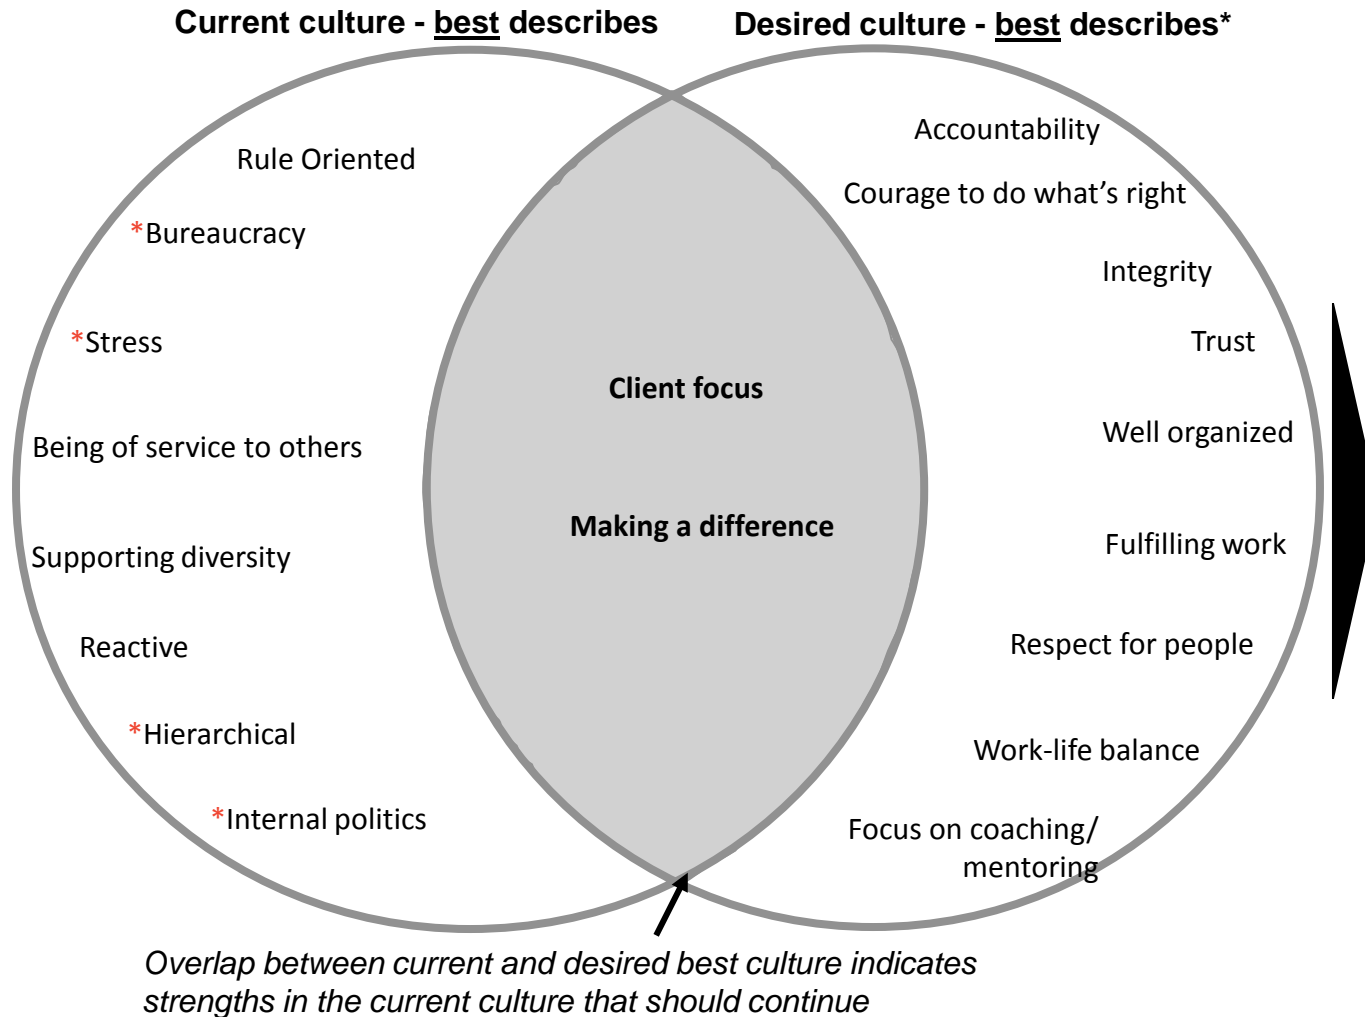 Current culture - best describes
Desired culture - best describes*
Rule Oriented
*Bureaucracy
*Stress
Being of service to others
Supporting diversity
Reactive
*Hierarchical
*Internal politics
Client focus
Making a difference
Accountability
Courage to do what’s right
Integrity
Trust
Well organized
Fulfilling work
Respect for people
Work-life balance
Focus on coaching/
mentoring
Overlap between current and desired best culture indicates
strengths in the current culture that should continue